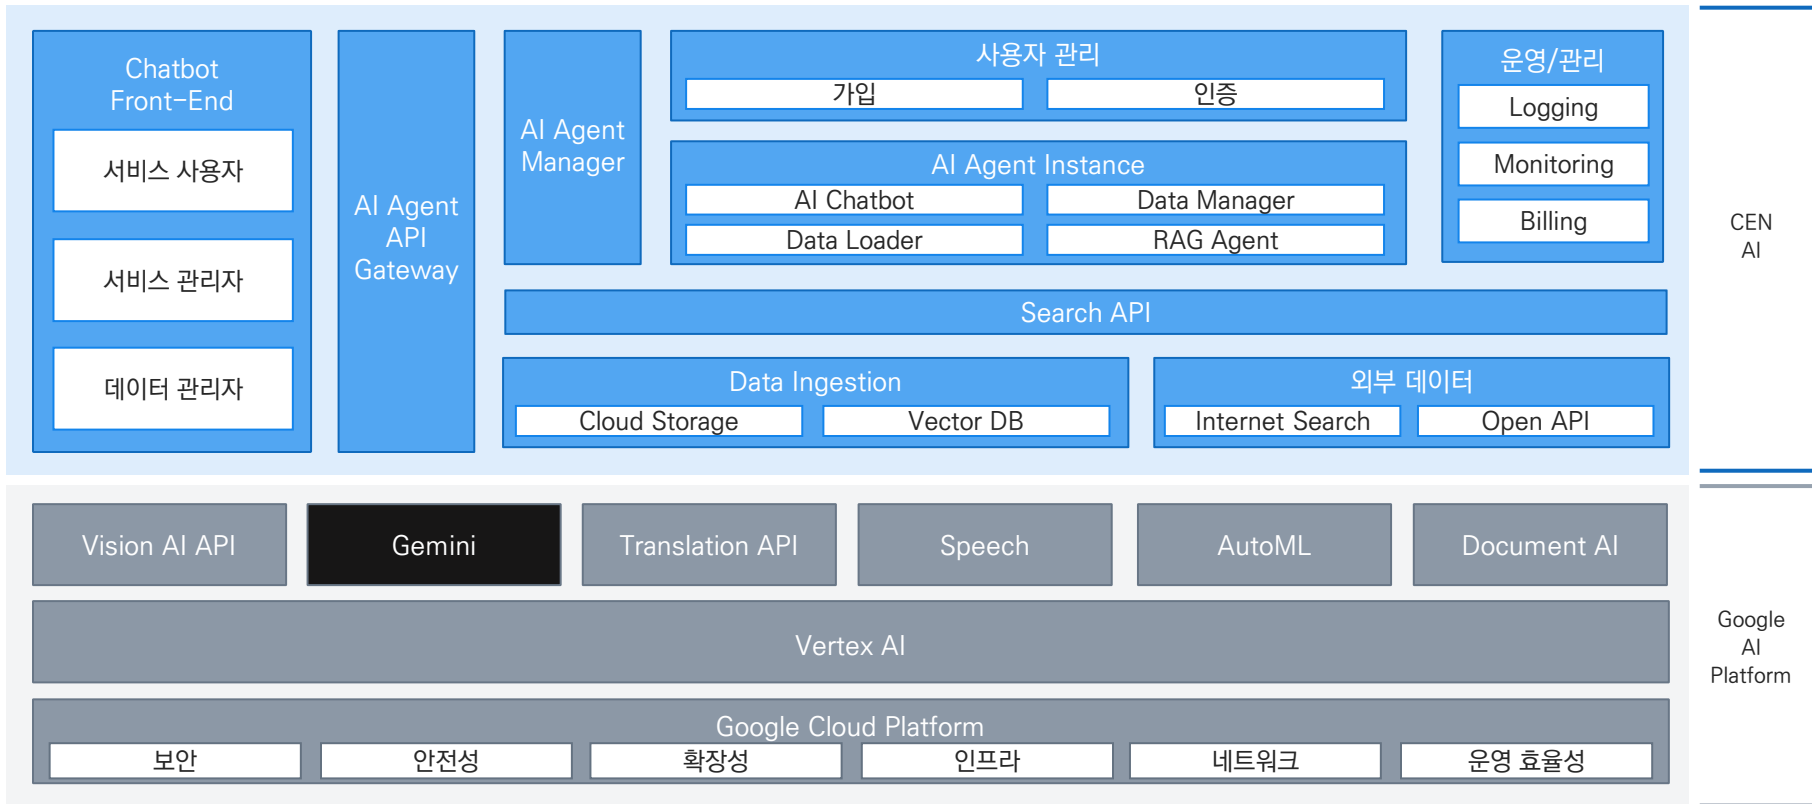 Chatbot
Front-End
서비스 사용자
서비스 관리자
데이터 관리자
AI Agent
API
Gateway
AI Agent
Manager
사용자 관리
가입
인증
AI Agent Instance
AI Chatbot
Data Manager
Data Loader
RAG Agent
운영/관리
Logging
Monitoring
Billing
Search API
Data Ingestion
Cloud Storage
Vector DB
외부 데이터
Internet Search
Open API
CEN
AI
Vision AI API
Gemini
Translation API
Speech
AutoML
Document AI
Vertex AI
Google Cloud Platform
보안
안전성
확장성
인프라
네트워크
운영 효율성
Google
AI
Platform